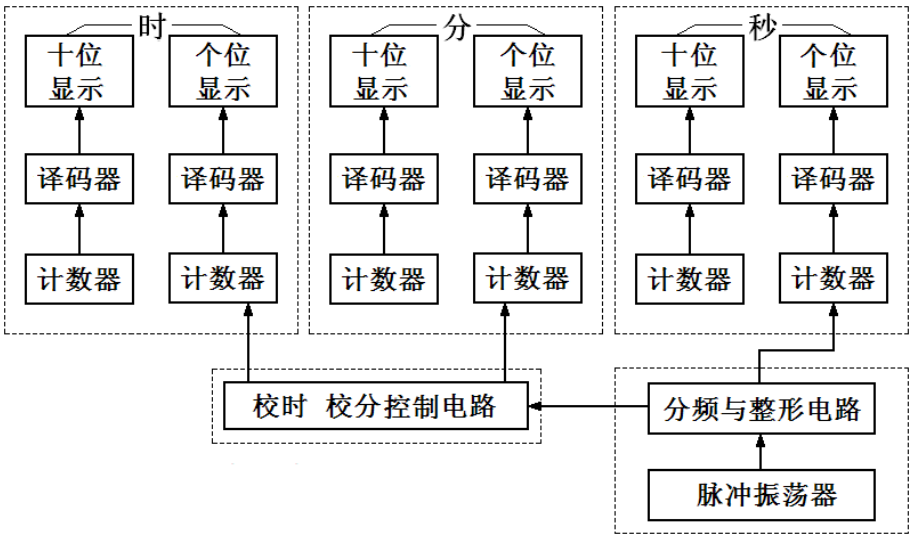 时
分
秒
十位
显示
个位
显示
十位
显示
个位
显示
十位
显示
个位
显示
译码器
译码器
译码器
译码器
译码器
译码器
计数器
计数器
计数器
计数器
计数器
计数器
校时 校分控制电路
分频与整形电路
脉冲振荡器